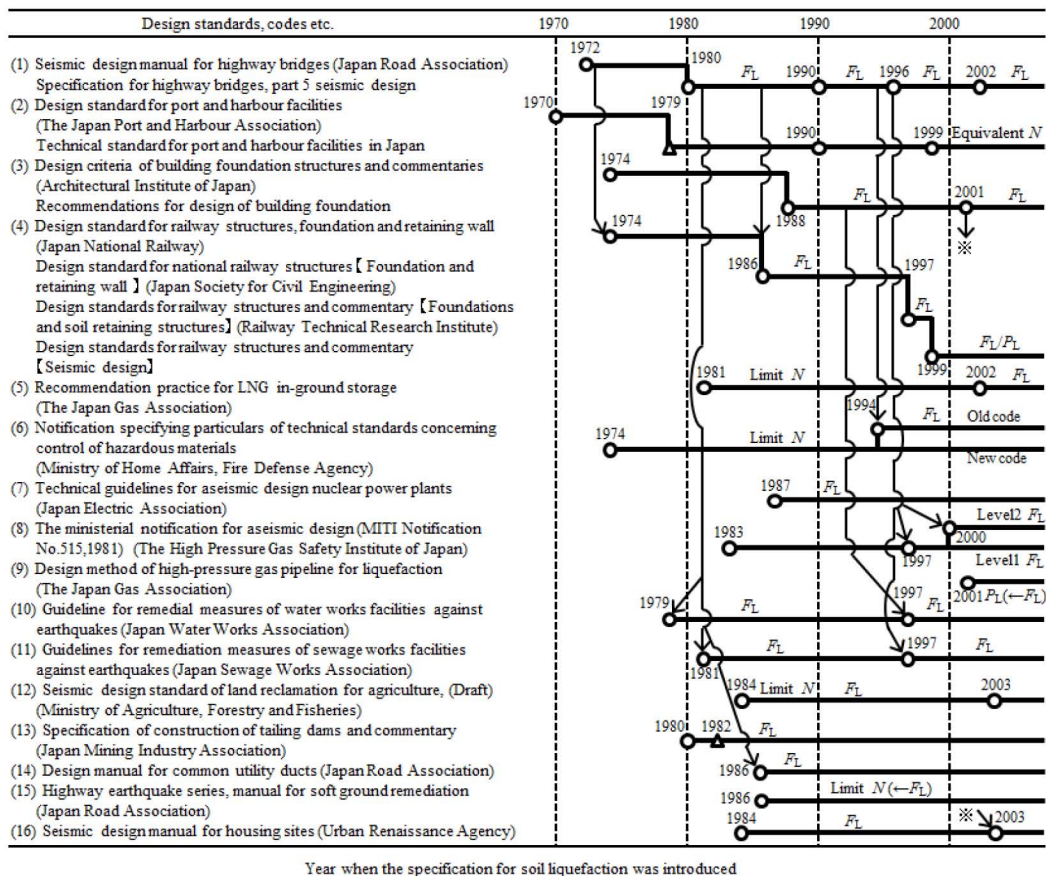 Design standards, codes etc. 1970 1980 1990 2000
1972
(1) Seismic design manual for highway bridges (Japan Road Association) 1980
Specification for highway bridges, part 5 seismic design FL 1990 FL 1996 FL 2002 FL
(2) Design standard for port and harbour facilities 1970 1979
(The Japan Port and Harbour Association)
Technical standard for port and harbour facilities in Japan 1990 1999 Equivalent N
(3) Design criteria of building foundation structures and commentaries 1974
(Architectural Institute of Japan)
Recommendations for design of building foundation 1988 FL 2001 FL
(4) Design standard for railway structures, foundation and retaining wall 1974
(Japan National Railway) ※
Design standard for national railway structures【 Foundation and 1986 FL 1997
retaining wall 】 (Japan Society for Civil Engineering)
Design standards for railway structures and commentary 【Foundations FL
and soil retaining structures】 (Railway Technical Research Institute)
Design standards for railway structures and commentary 1999 FL/PL
【Seismic design】
(5) Recommendation practice for LNG in-ground storage 1981 Limit N 2002 FL
(The Japan Gas Association) 1994
(6) Notification specifying particulars of technical standards concerning FL Old code
control of hazardous materials 1974 Limit N
(Ministry of Home Affairs, Fire Defense Agency) New code
(7) Technical guidelines for aseismic design nuclear power plants 1987 FL
(Japan Electric Association)
(8) The ministerial notification for aseismic design (MITI Notification Level2 FL
No.515,1981) (The High Pressure Gas Safety Institute of Japan) 1983 1997 2000
(9) Design method of high-pressure gas pipeline for liquefaction Level1 FL
(The Japan Gas Association) 2001 PL(←FL)
(10) Guideline for remedial measures of water works facilities against 1979 FL 1997 FL
earthquakes (Japan Water Works Association)
(11) Guidelines for remediation measures of sewage works facilities FL 1997 FL
against earthquakes (Japan Sewage Works Association) 1981
(12) Seismic design standard of land reclamation for agriculture, (Draft) 1984 Limit N FL 2003
(Ministry of Agriculture, Forestry and Fisheries)
(13) Specification of construction of tailing dams and commentary 1980 1982 FL
(Japan Mining Industry Association)
(14) Design manual for common utility ducts (Japan Road Association) 1986 FL
(15) Highway earthquake series, manual for soft ground remediation Limit N (←FL)
(Japan Road Association) 1986
(16) Seismic design manual for housing sites (Urban Renaissance Agency) 1984 FL ※ 2003
Year when the specification for soil liquefaction was introduced